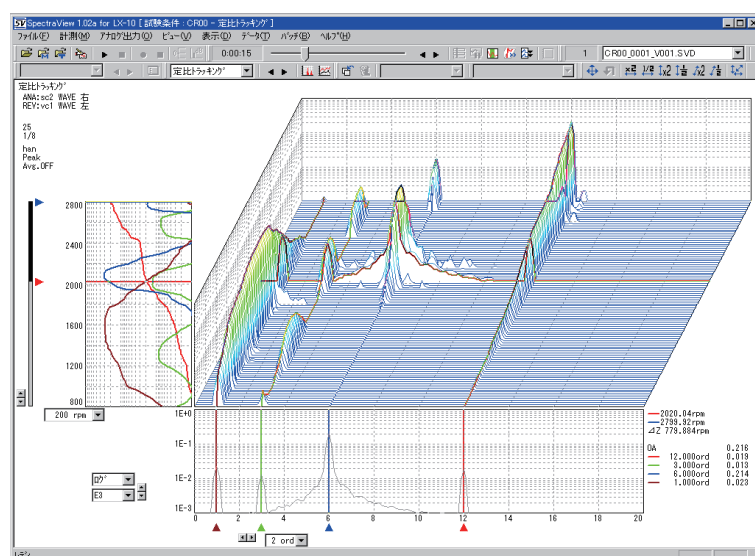 SpectraView 1.02a for LX-10 [ 試験条件 : CR00 - 定比トラッキング ]
ファイル(F) 計測(M) アナログ出力(O) ビュー(V) 表示(D) データ(T) バッチ(B) ヘルプ(H)
0:00:15 1 CR00_0001_V001.SVD
定比トラッキング
×2 1/2
定比トラッキング
ANA:sc2 WAVE 右
REV:vc1 WAVE 左
25
1/8
han
Peak
Avg.OFF
2800
2400
2000
1600
1200
800
200 rpm
1E+0
1E-1
1E-2
1E-3
0 2 4 6 8 10 12 14 16 18 20
ログ
E3
2 ord
2020.04rpm
2799.92rpm
⊿Z 779.884rpm
OA 0.216
12.000ord 0.019
3.000ord 0.013
6.000ord 0.214
1.000ord 0.023